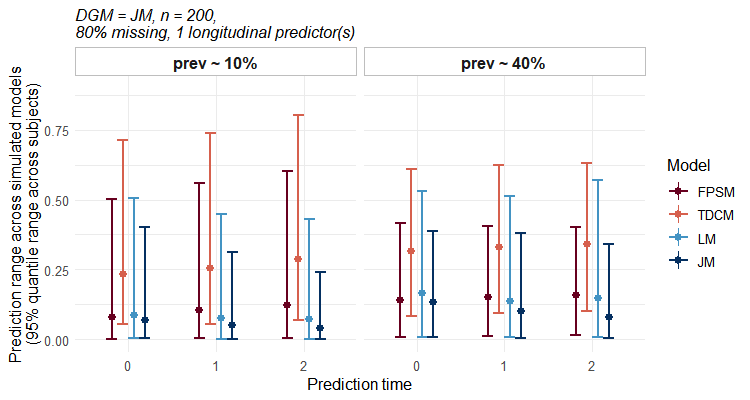 DGM = JM, n = 200,
80% missing, 1 longitudinal predictor(s)
prev ~ 10%
prev ~ 40%
Prediction range across simulated models
(95% quantile range across subjects)
0.75
0.50
0.25
0.00
0 1 2
0 1 2
Prediction time
Model
FPSM
TDCM
LM
JM